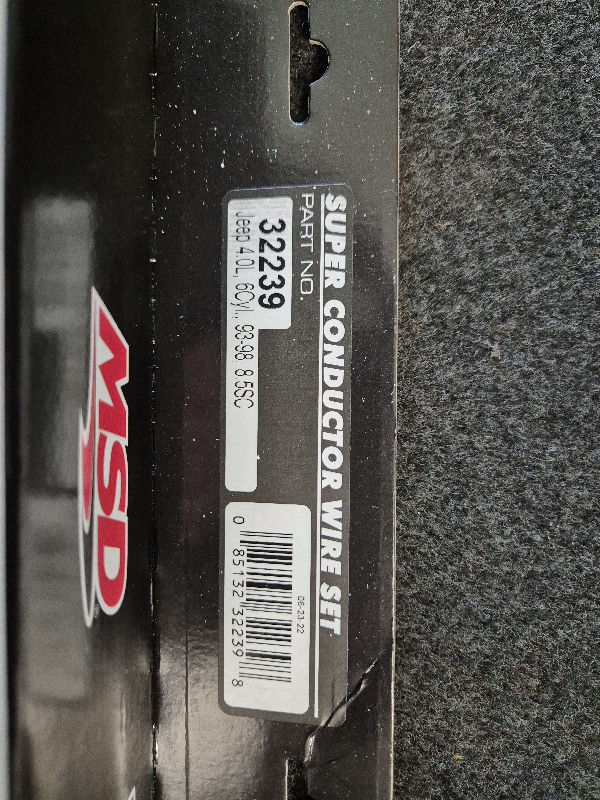 SUPER CONDUCTOR WIRE SET
PART NO.
32239
Jeep 4.0L, 6Cyl., 93-98 8.5SC
06-23-22
0 85132 32239 8
MSD